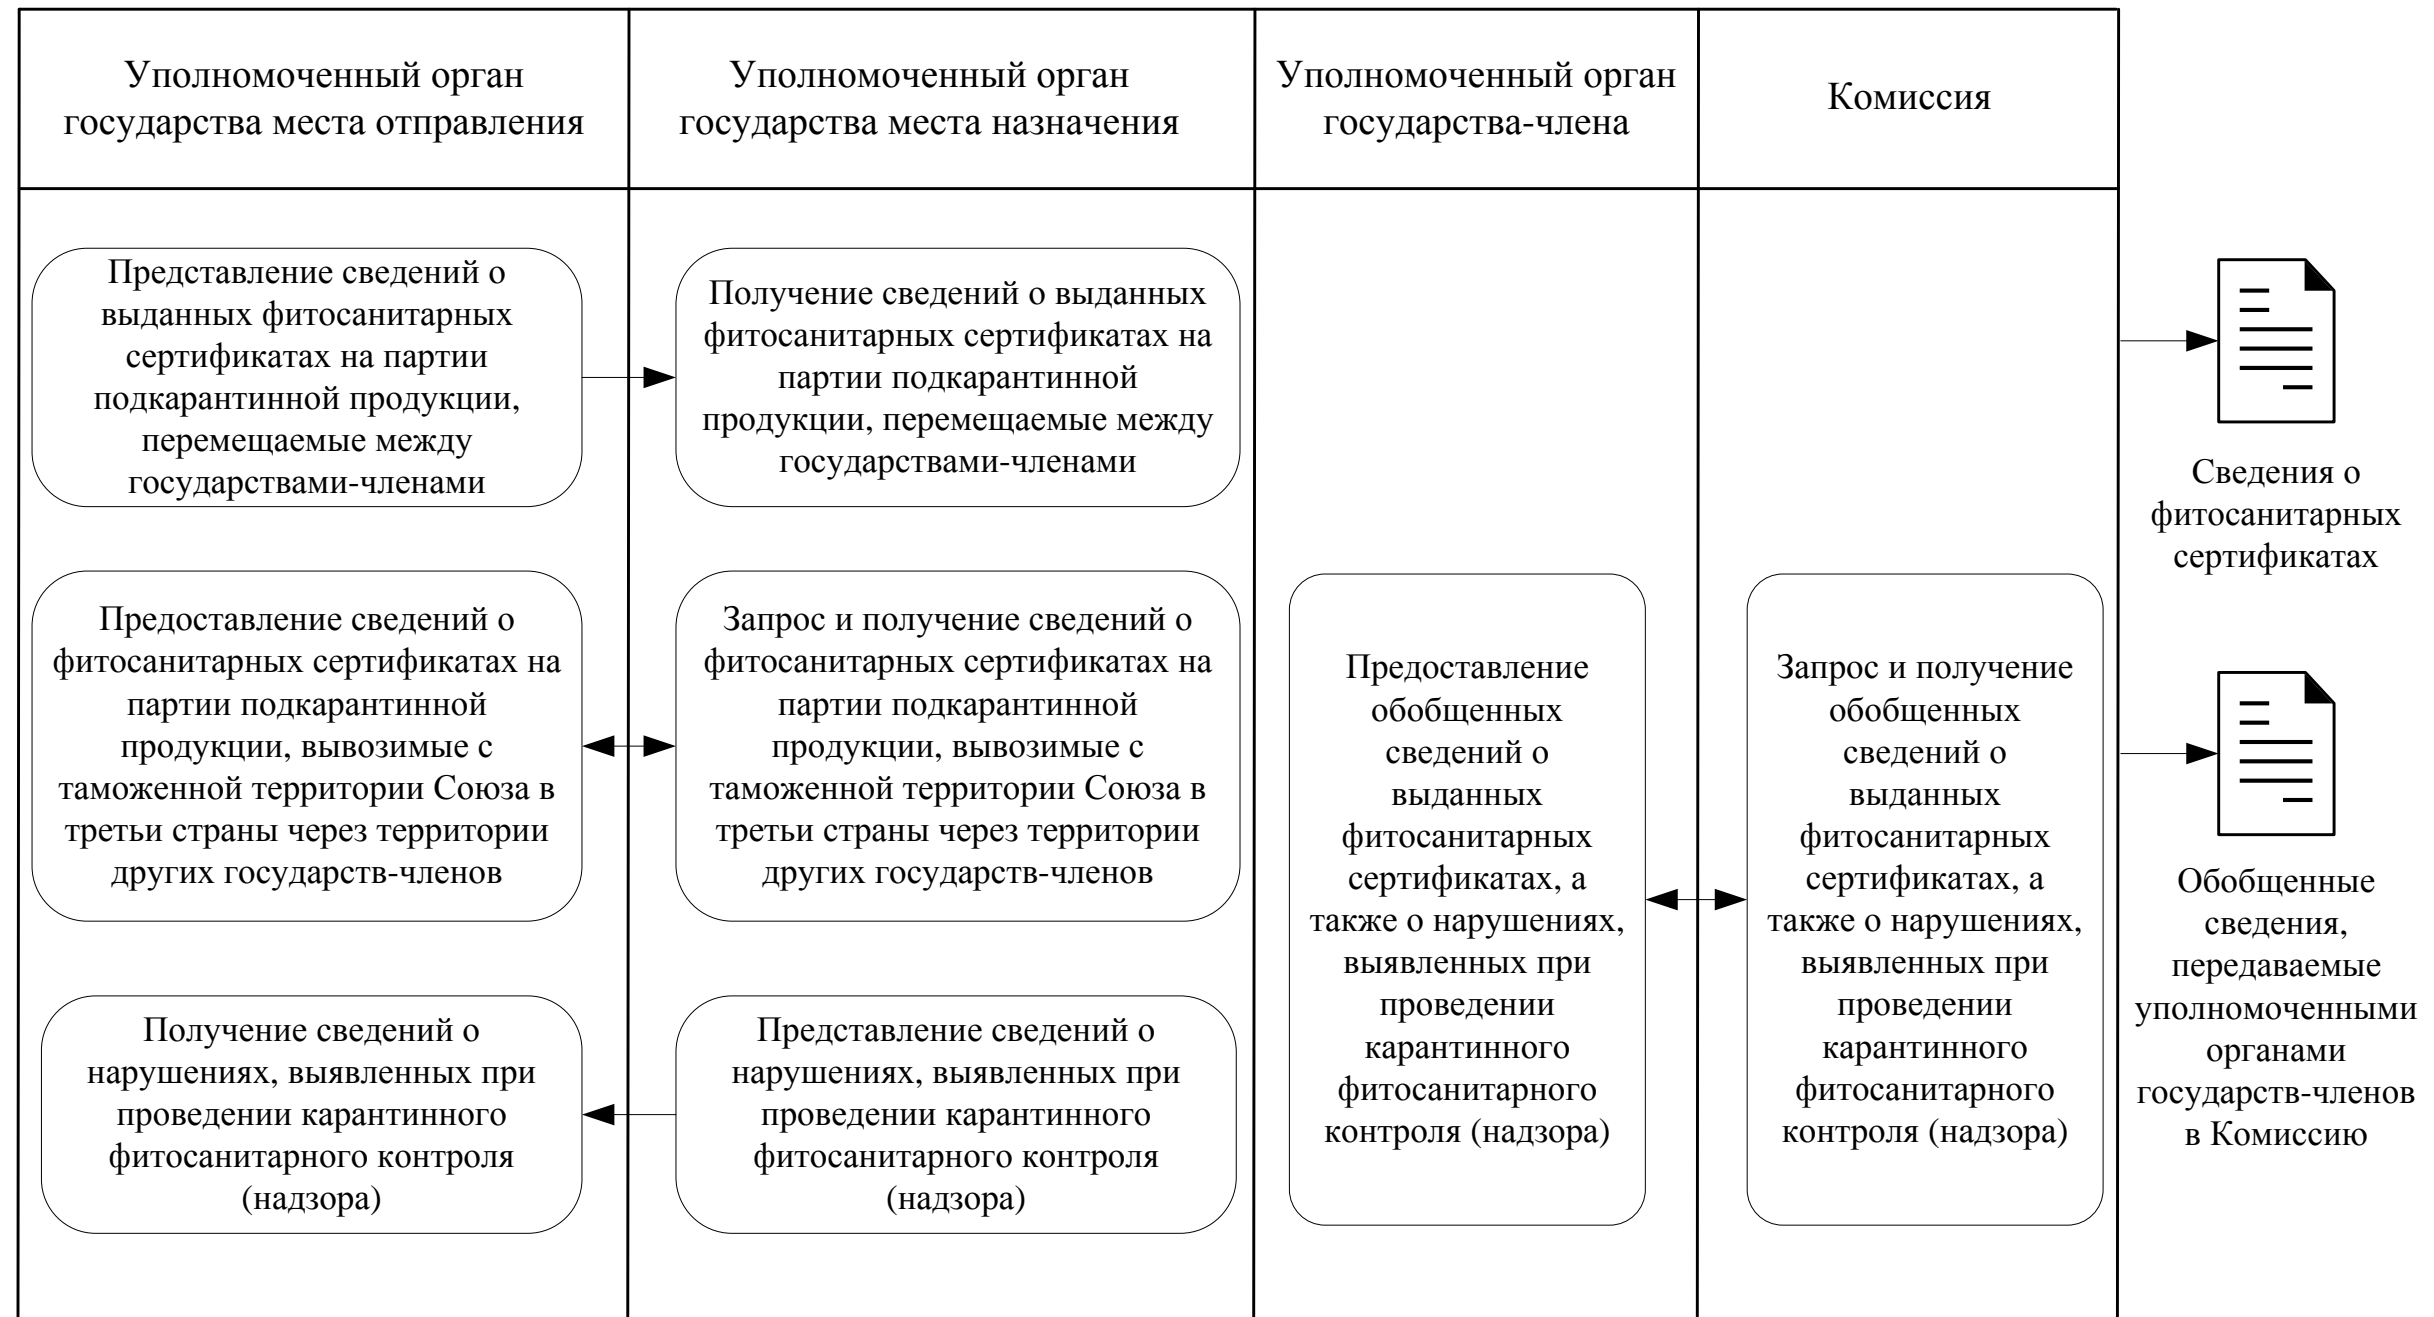 Уполномоченный орган
государства места отправления
Уполномоченный орган
государства места назначения
Уполномоченный орган
государства-члена
Комиссия
Представление сведений о
выданных фитосанитарных
сертификатах на партии
подкарантинной продукции,
перемещаемые между
государствами-членами
Получение сведений о выданных
фитосанитарных сертификатах на
партии подкарантинной
продукции, перемещаемые между
государствами-членами
Сведения о
фитосанитарных
сертификатах
Предоставление сведений о
фитосанитарных сертификатах на
партии подкарантинной
продукции, вывозимые с
таможенной территории Союза в
третьи страны через территории
других государств-членов
Запрос и получение сведений о
фитосанитарных сертификатах на
партии подкарантинной
продукции, вывозимые с
таможенной территории Союза в
третьи страны через территории
других государств-членов
Предоставление
обобщенных
сведений о
выданных
фитосанитарных
сертификатах, а
также о нарушениях,
выявленных при
проведении
карантинного
фитосанитарного
контроля (надзора)
Запрос и получение
обобщенных
сведений о
выданных
фитосанитарных
сертификатах, а
также о нарушениях,
выявленных при
проведении
карантинного
фитосанитарного
контроля (надзора)
Обобщенные
сведения,
передаваемые
уполномоченными
органами
государств-членов
в Комиссию
Получение сведений о
нарушениях, выявленных при
проведении карантинного
фитосанитарного контроля
(надзора)
Представление сведений о
нарушениях, выявленных при
проведении карантинного
фитосанитарного контроля
(надзора)